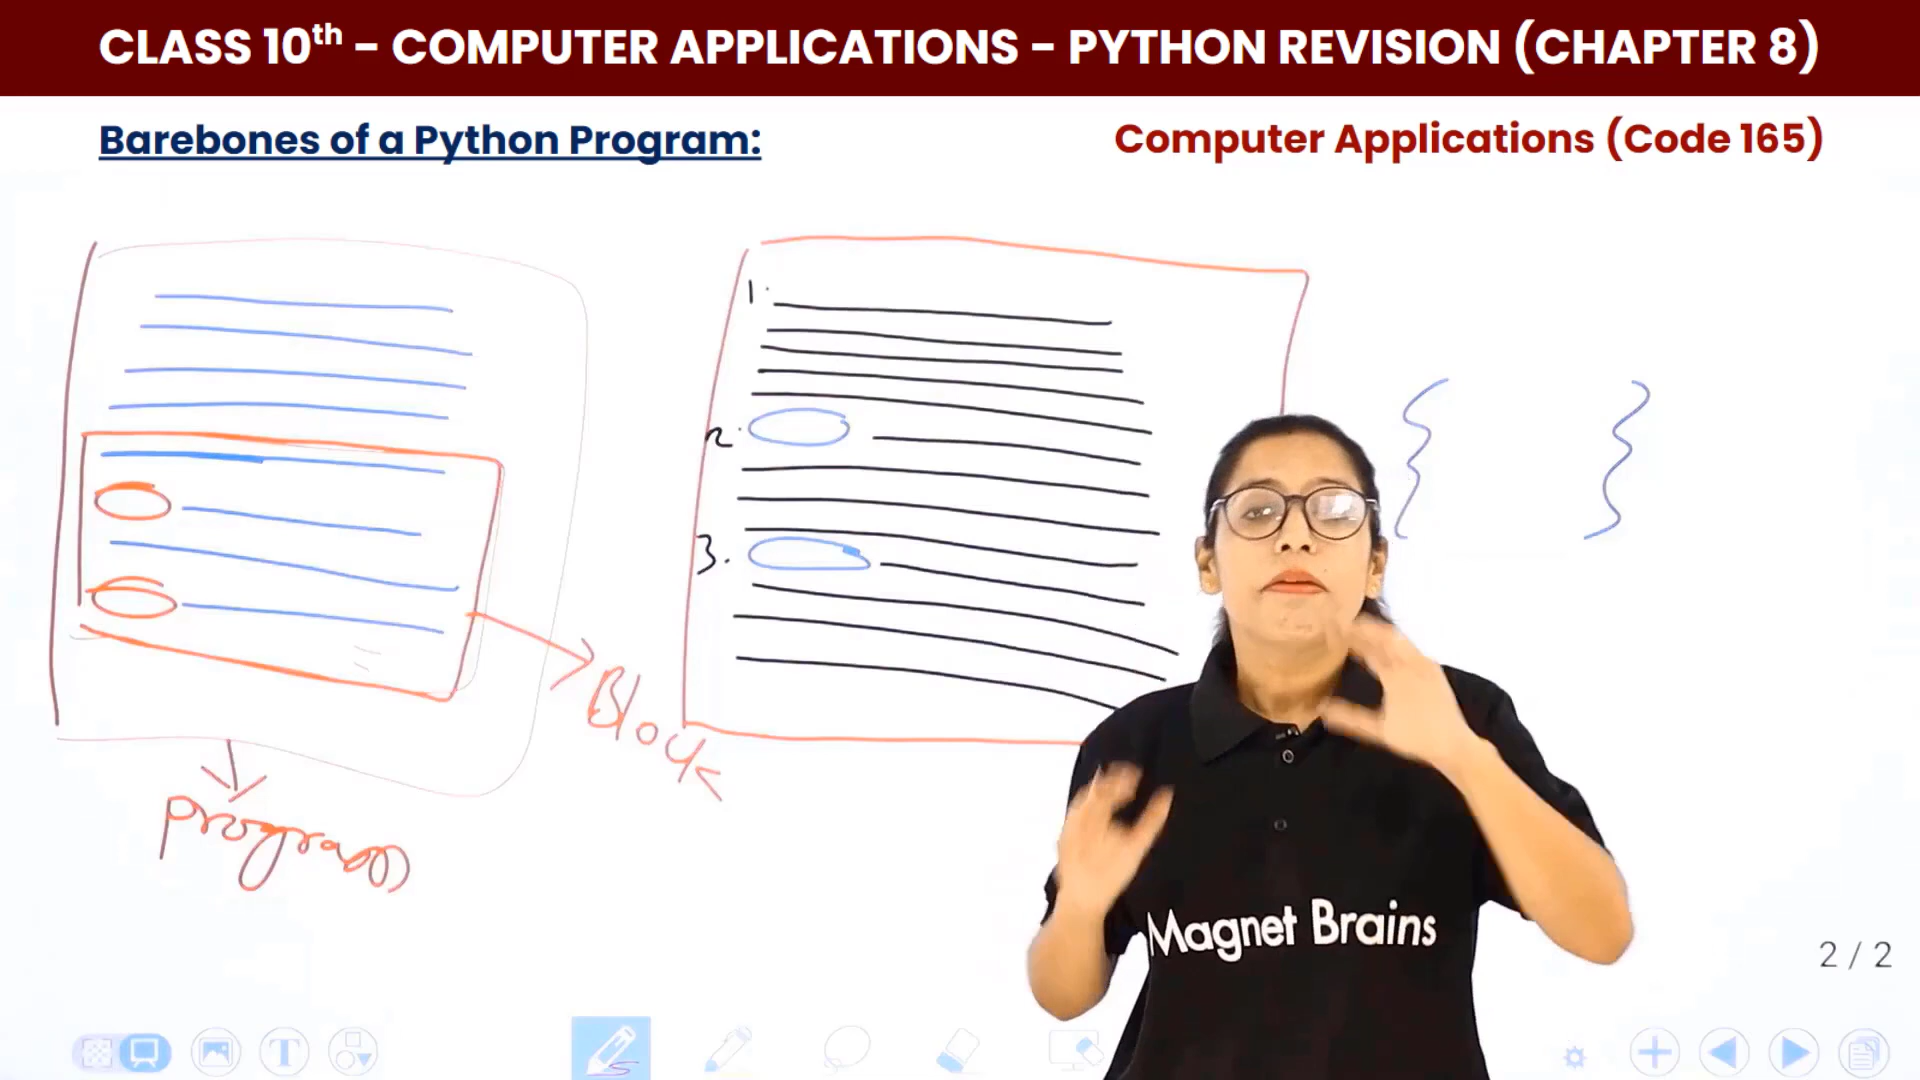 CLASS 10th – COMPUTER APPLICATIONS – PYTHON REVISION (CHAPTER 8)
Barebones of a Python Program:
Computer Applications (Code 165)
1.
2.
3.
{ }
Block
program
Magnet Brains
2 / 2
T